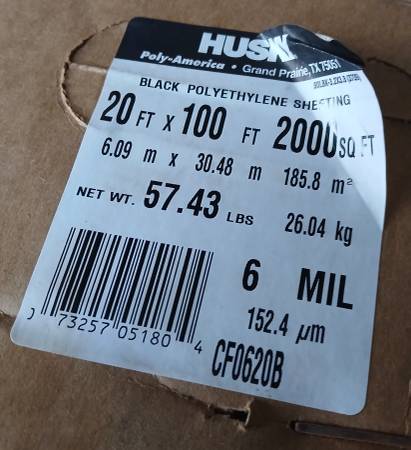 HUSKY
Poly-America • Grand Prairie, TX 75051
BLACK POLYETHYLENE SHEETING
20 FT X 100 FT 2000 SQ FT
6.09 m x 30.48 m 185.8 m²
NET WT. 57.43 LBS 26.04 kg
6 MIL
152.4 µm
0 73257 05180 4
CF0620B